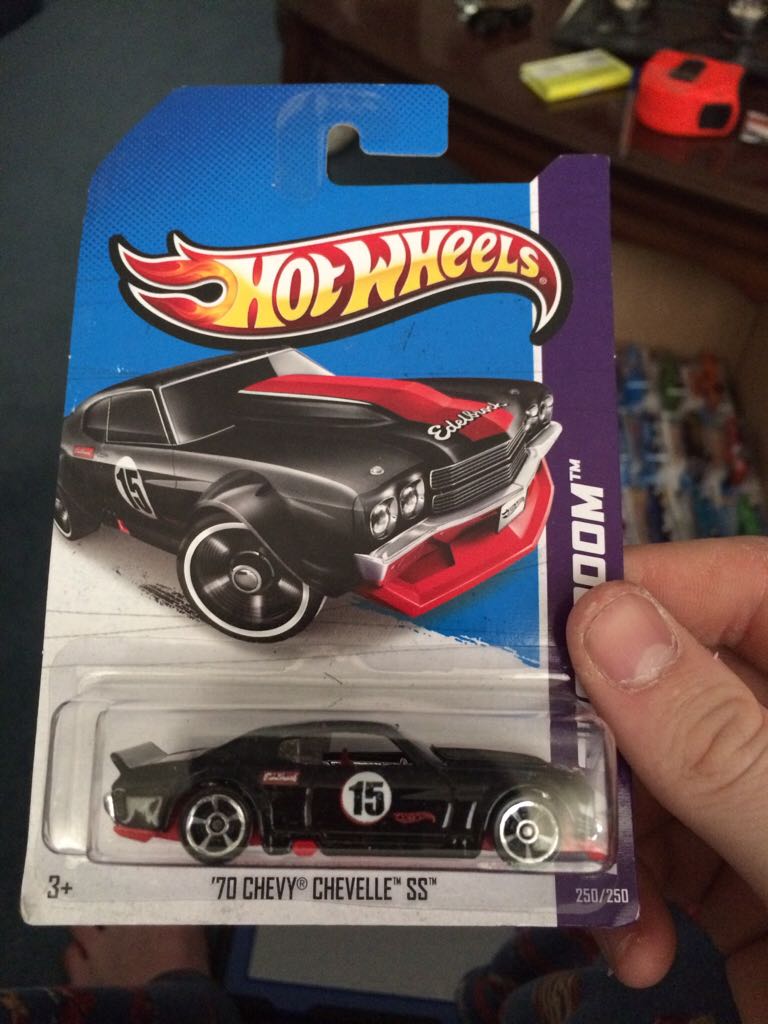 HOT WHEELS®
Edelbrock
15
OOM™
15
3+
'70 CHEVY® CHEVELLE™ SS™
250/250